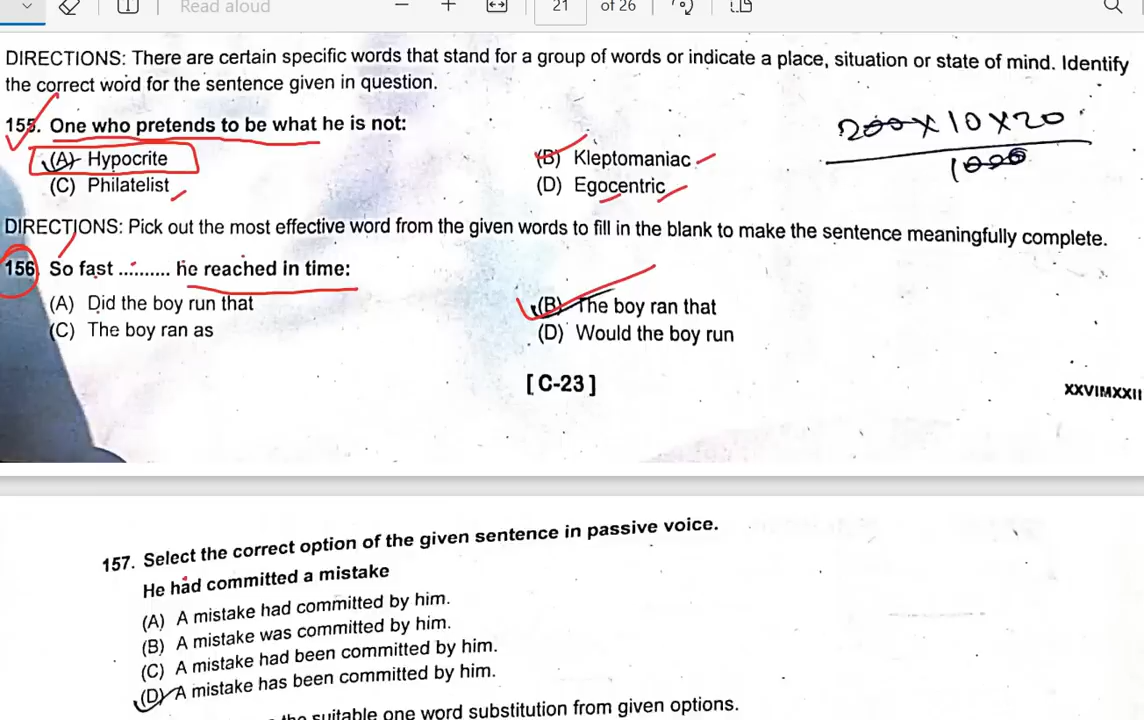 Read aloud
21
of 26
DIRECTIONS: There are certain specific words that stand for a group of words or indicate a place, situation or state of mind. Identify
the correct word for the sentence given in question.
155. One who pretends to be what he is not:
(A) Hypocrite
(B) Kleptomaniac
(C) Philatelist
(D) Egocentric
200 x 10 x 20
1000
DIRECTIONS: Pick out the most effective word from the given words to fill in the blank to make the sentence meaningfully complete.
156 So fast .......... he reached in time:
(A) Did the boy run that
(B) The boy ran that
(C) The boy ran as
(D) Would the boy run
[ C-23 ]
XXVIMXXII
157. Select the correct option of the given sentence in passive voice.
He had committed a mistake
(A) A mistake had committed by him.
(B) A mistake was committed by him.
(C) A mistake had been committed by him.
(D) A mistake has been committed by him.
the suitable one word substitution from given options.